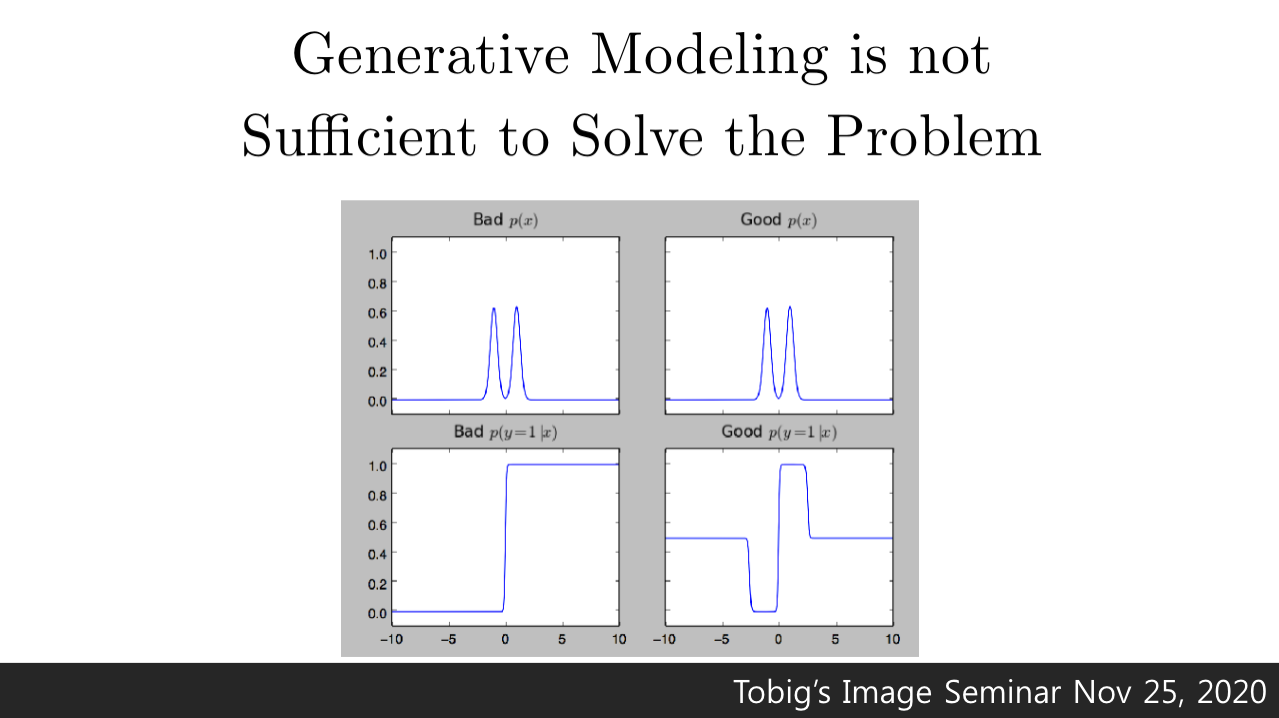 Generative Modeling is not
Sufficient to Solve the Problem
Bad p(x)
Good p(x)
1.0
0.8
0.6
0.4
0.2
0.0
Bad p(y=1|x)
Good p(y=1|x)
1.0
0.8
0.6
0.4
0.2
0.0
−10 −5 0 5 10
−10 −5 0 5 10
Tobig's Image Seminar Nov 25, 2020